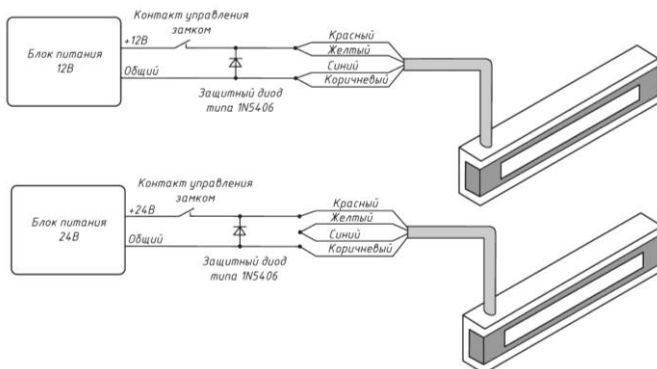 Контакт управления
замком
+12В
Блок питания
12В
Общий
Защитный диод
типа 1N5406
Красный
Желтый
Синий
Коричневый
Контакт управления
замком
+24В
Блок питания
24В
Общий
Защитный диод
типа 1N5406
Красный
Желтый
Синий
Коричневый